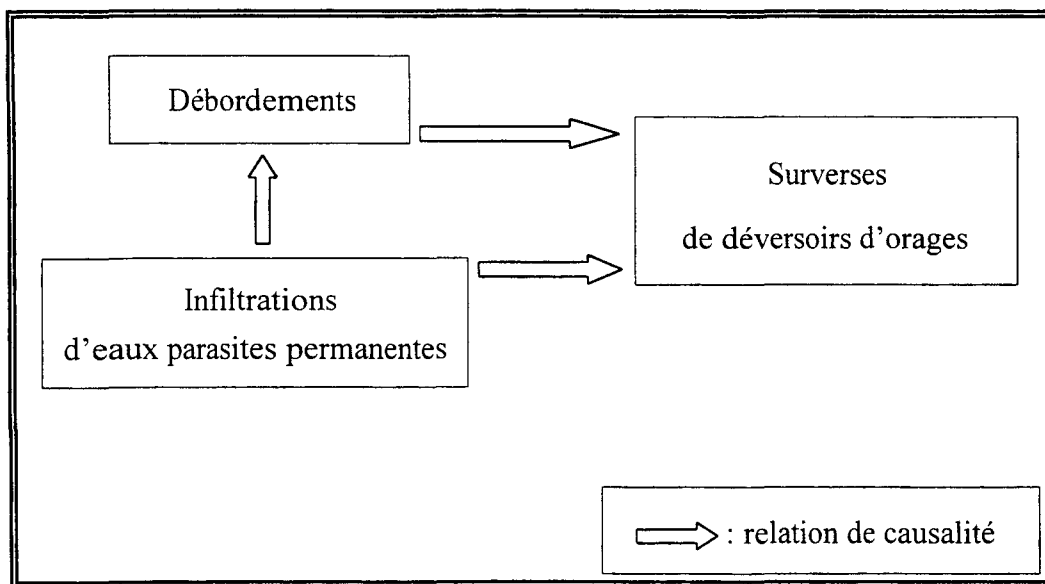 Débordements
Surverses
de déversoirs d'orages
Infiltrations
d'eaux parasites permanentes
: relation de causalité